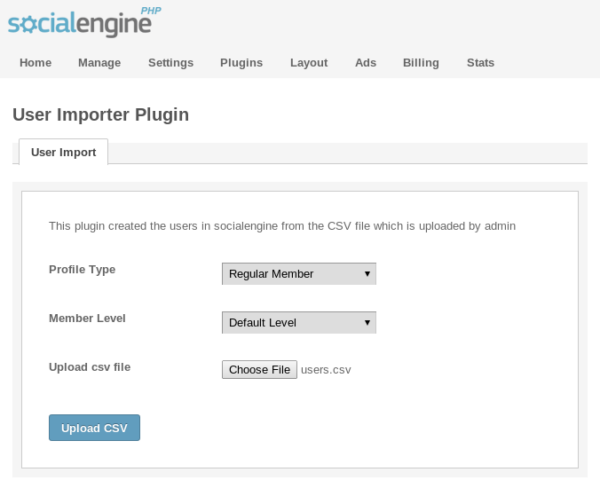 socialengine PHP
Home Manage Settings Plugins Layout Ads Billing Stats
User Importer Plugin
User Import
This plugin created the users in socialengine from the CSV file which is uploaded by admin
Profile Type Regular Member
Member Level Default Level
Upload csv file Choose File users.csv
Upload CSV